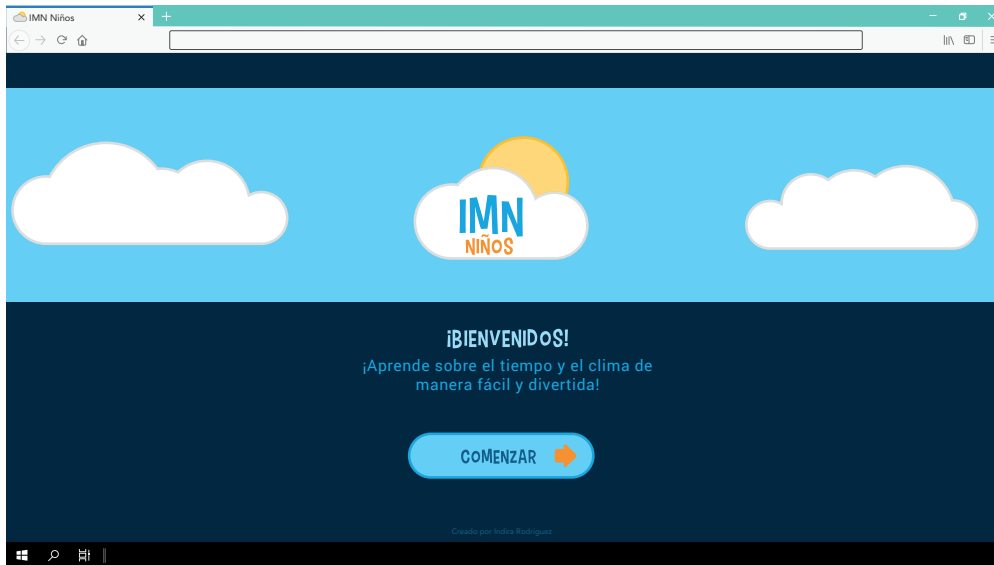 IMN Niños
IMN
NIÑOS
¡BIENVENIDOS!
¡Aprende sobre el tiempo y el clima de
manera fácil y divertida!
COMENZAR
Creado por Indira Rodríguez